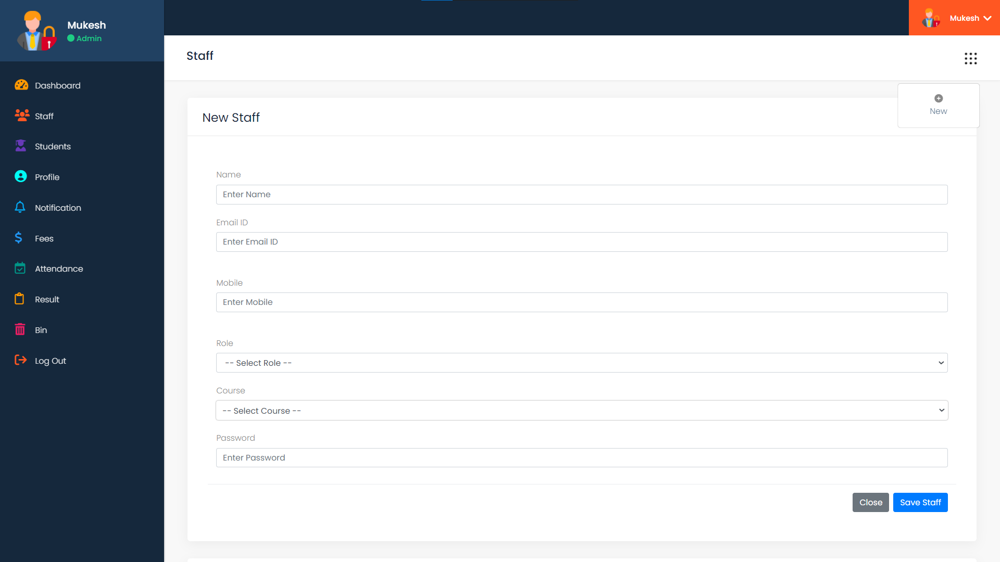 Mukesh
Admin
Dashboard
Staff
Students
Profile
Notification
Fees
Attendance
Result
Bin
Log Out
Mukesh
Staff
New
New Staff
Name
Enter Name
Email ID
Enter Email ID
Mobile
Enter Mobile
Role
-- Select Role --
Course
-- Select Course --
Password
Enter Password
Close
Save Staff